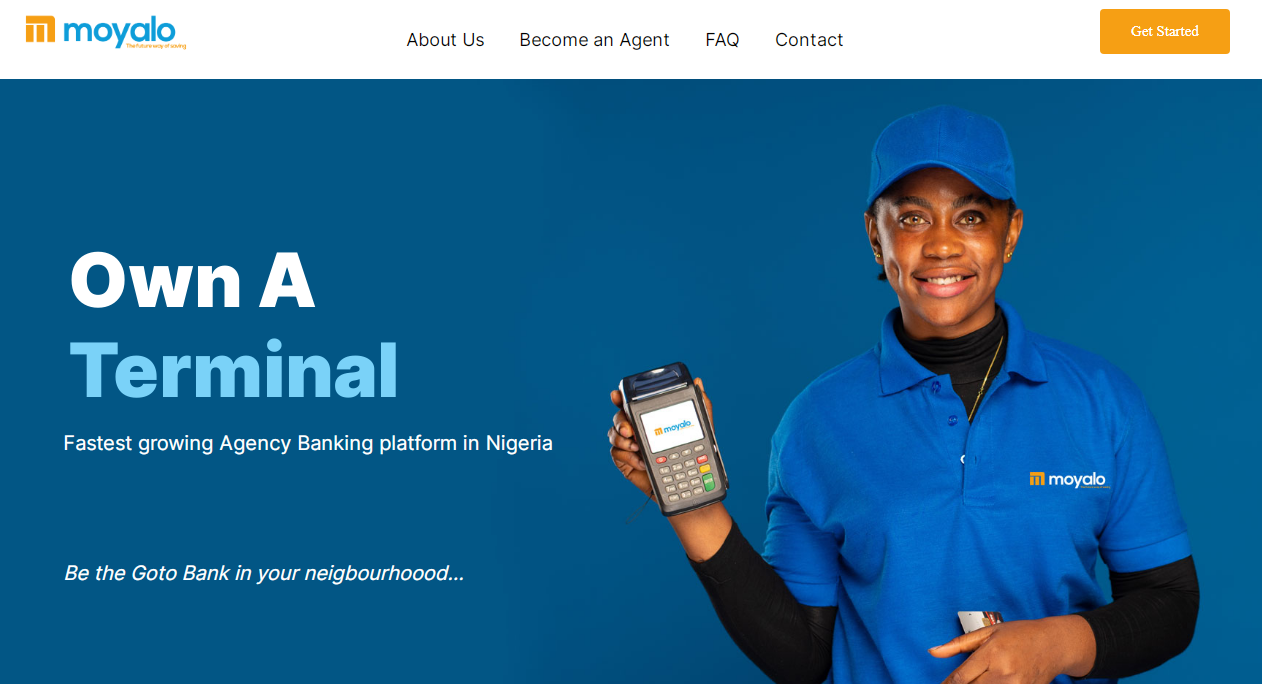 moyalo
The Future way of saving
About Us
Become an Agent
FAQ
Contact
Get Started
Own A
Terminal
Fastest growing Agency Banking platform in Nigeria
Be the Goto Bank in your neigbourhoood...
moyalo
moyalo